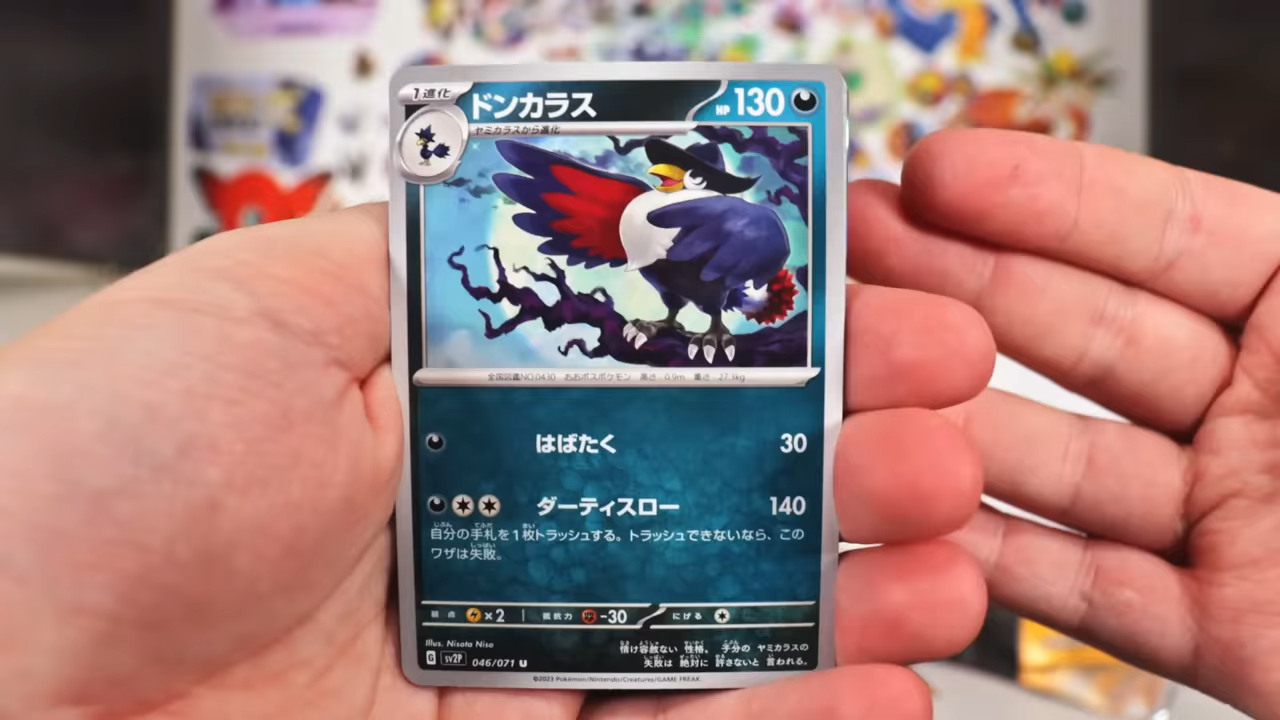 1進化
ドンカラス
HP 130
ヤミカラスから進化
全国図鑑NO.0430 おおボスポケモン 高さ:0.9m 重さ:27.3kg
はばたく 30
ダーティスロー 140
自分の手札を1枚トラッシュする。トラッシュできないなら、この
ワザは失敗。
弱点 ×2 抵抗力 -30 にげる
Illus. Nisota Niso
G SV2P 046/071 U
情け容赦ない 性格。 子分の ヤミカラスの
失敗は 絶対に 許さないと 言われる。
©2023 Pokémon/Nintendo/Creatures/GAME FREAK.